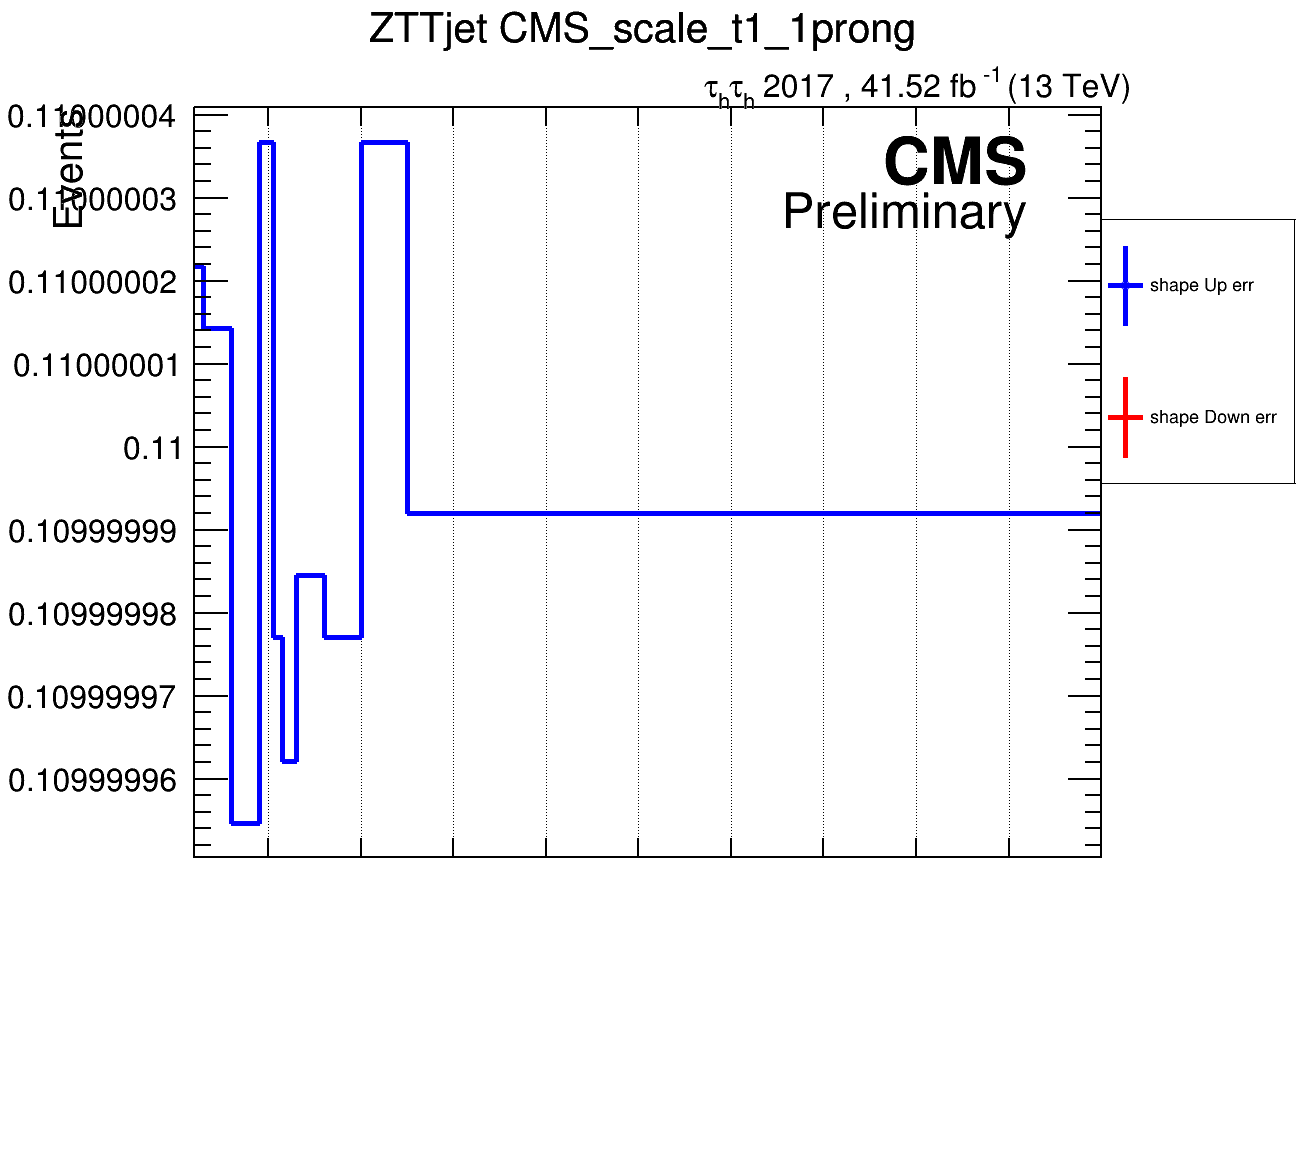 ZTTjet CMS_scale_t1_1prong
τhτh 2017 , 41.52 fb -1 (13 TeV)
Events
0.11000004
0.11000003
0.11000002
0.11000001
0.11
0.10999999
0.10999998
0.10999997
0.10999996
CMS
Preliminary
shape Up err
shape Down err